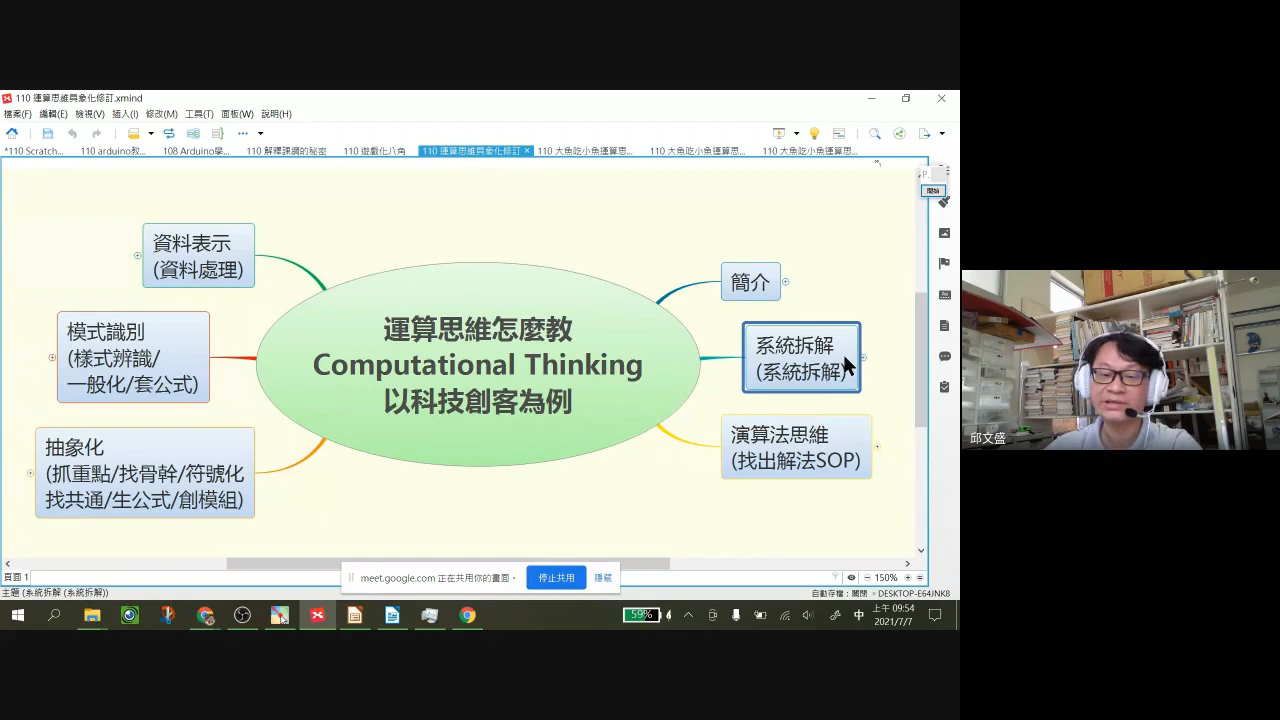 110 運算思維具象化修訂.xmind
檔案(F) 編輯(E) 檢視(V) 插入(I) 修改(M) 工具(T) 面板(W) 說明(H)
*110 Scratch... 110 arduino教... 108 Arduino學... 110 解釋課綱的秘密 110 遊戲化八角 110 運算思維具象化修訂 110 大魚吃小魚運算思... 110 大魚吃小魚運算思... 110 大魚吃小魚運算思...
開始
資料表示
(資料處理)
模式識別
(樣式辨識/
一般化/套公式)
抽象化
(抓重點/找骨幹/符號化
找共通/生公式/創模組)
運算思維怎麼教
Computational Thinking
以科技創客為例
簡介
系統拆解
(系統拆解)
演算法思維
(找出解法SOP)
邱文盛
meet.google.com 正在共用你的畫面。 停止共用 隱藏
頁面 1
150%
主題 (系統拆解 (系統拆解))
自動存檔：關閉 DESKTOP-E64JNK8
59%
中
上午 09:54
2021/7/7